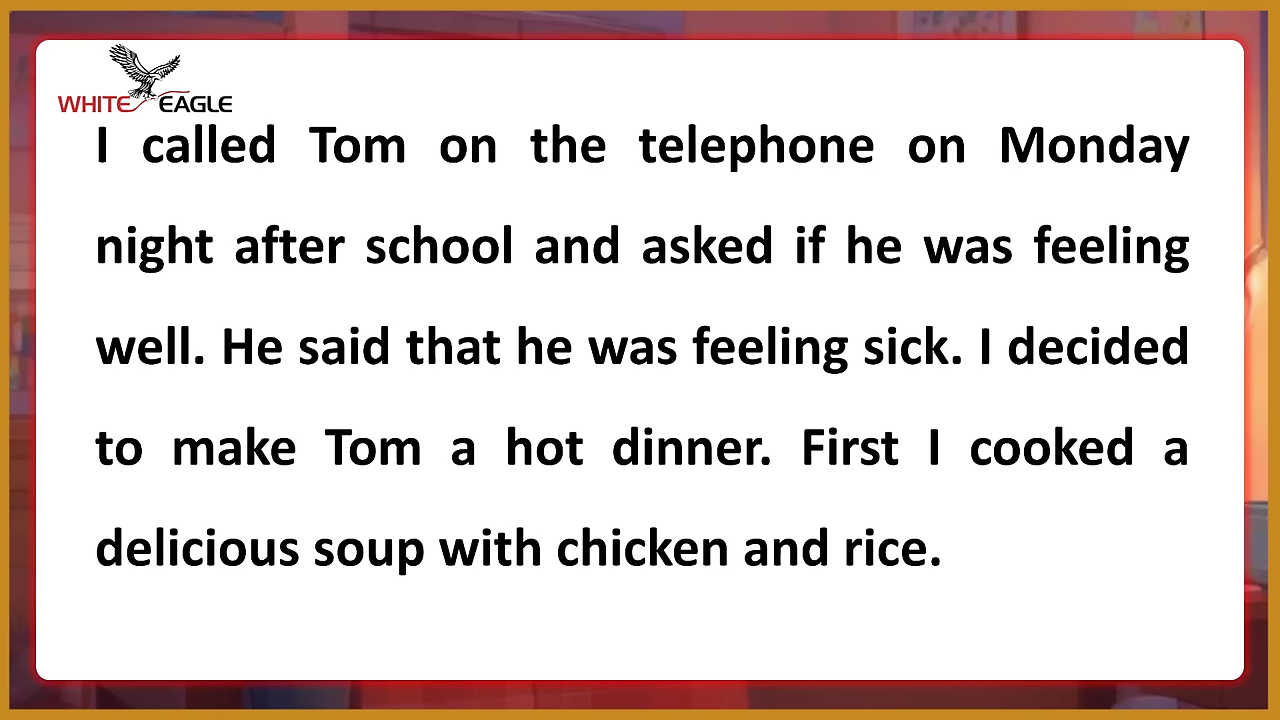 WHITE EAGLE
I called Tom on the telephone on Monday
night after school and asked if he was feeling
well. He said that he was feeling sick. I decided
to make Tom a hot dinner. First I cooked a
delicious soup with chicken and rice.